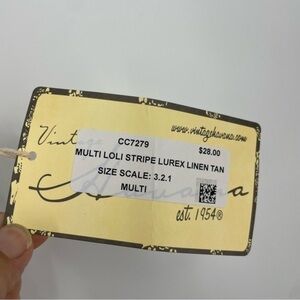 www.vintagehavana.com
Vintage
CC7279
$28.00
MULTI LOLI STRIPE LUREX LINEN TAN
SIZE SCALE: 3.2.1
MULTI
Havana
est. 1954®